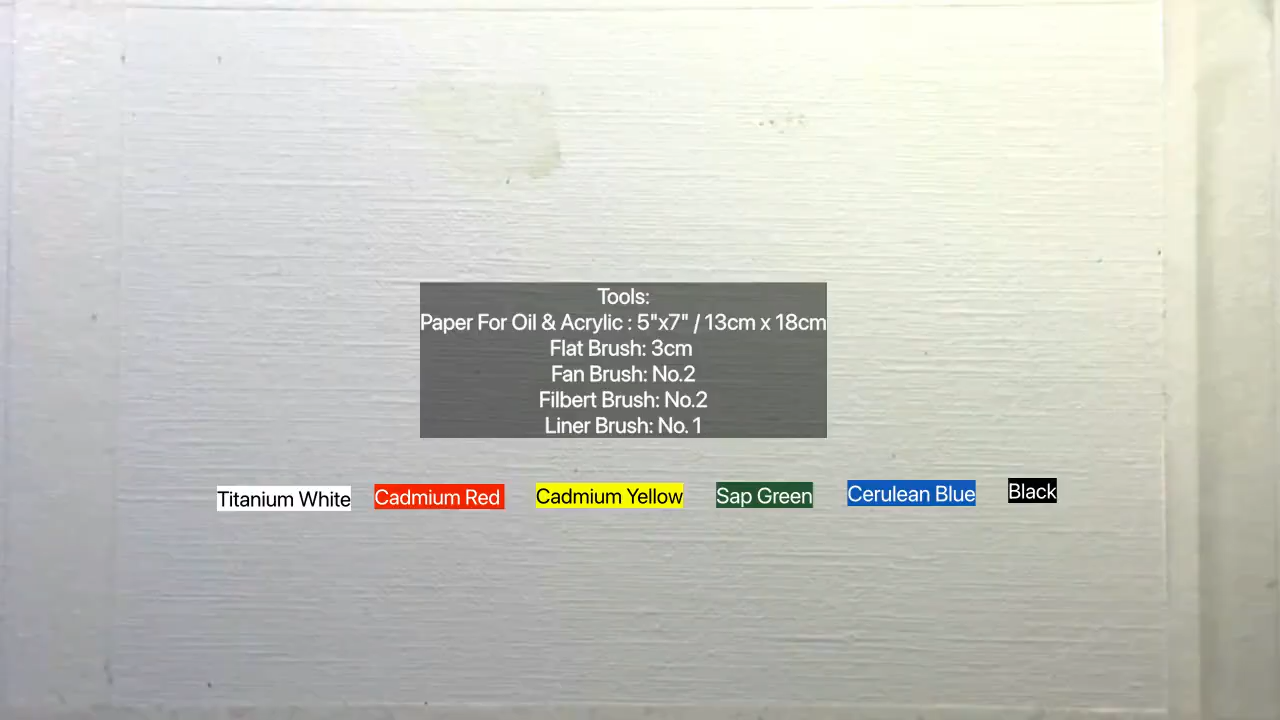 Tools:
Paper For Oil & Acrylic : 5"x7" / 13cm x 18cm
Flat Brush: 3cm
Fan Brush: No.2
Filbert Brush: No.2
Liner Brush: No. 1
Titanium White Cadmium Red Cadmium Yellow Sap Green Cerulean Blue Black